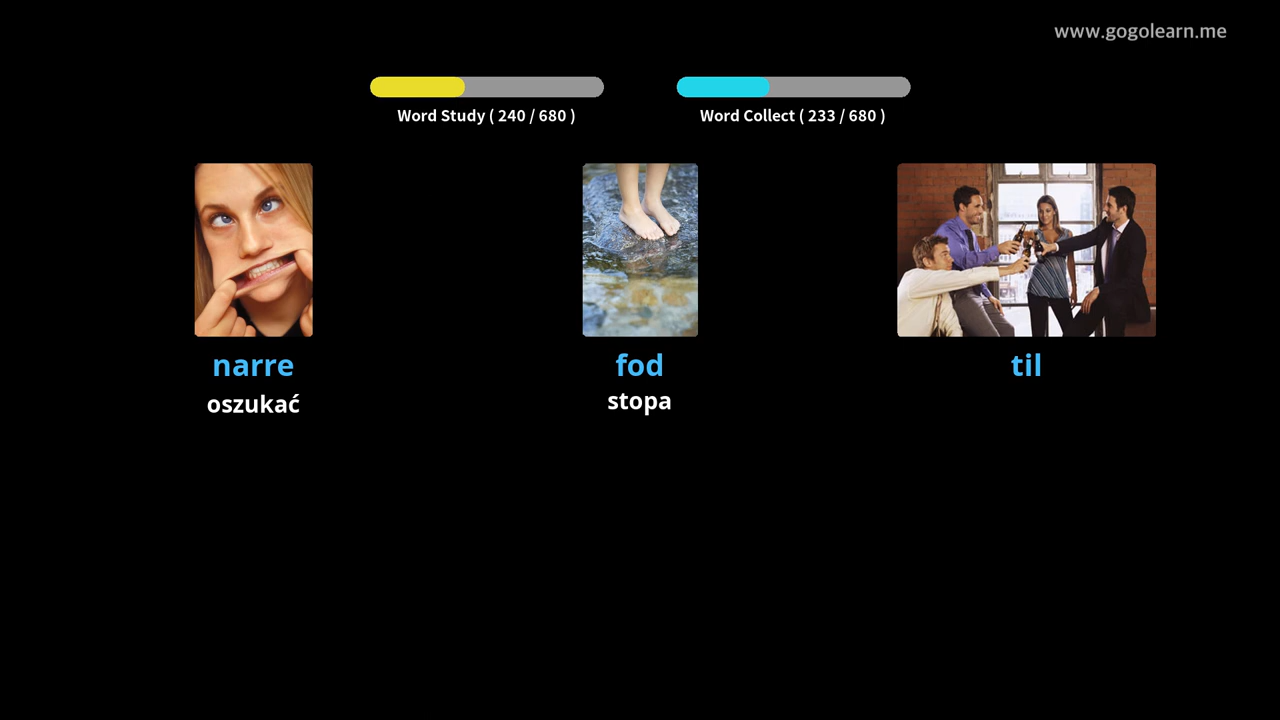 www.gogolearn.me
Word Study ( 240 / 680 )
Word Collect ( 233 / 680 )
narre
fod
til
oszukać
stopa